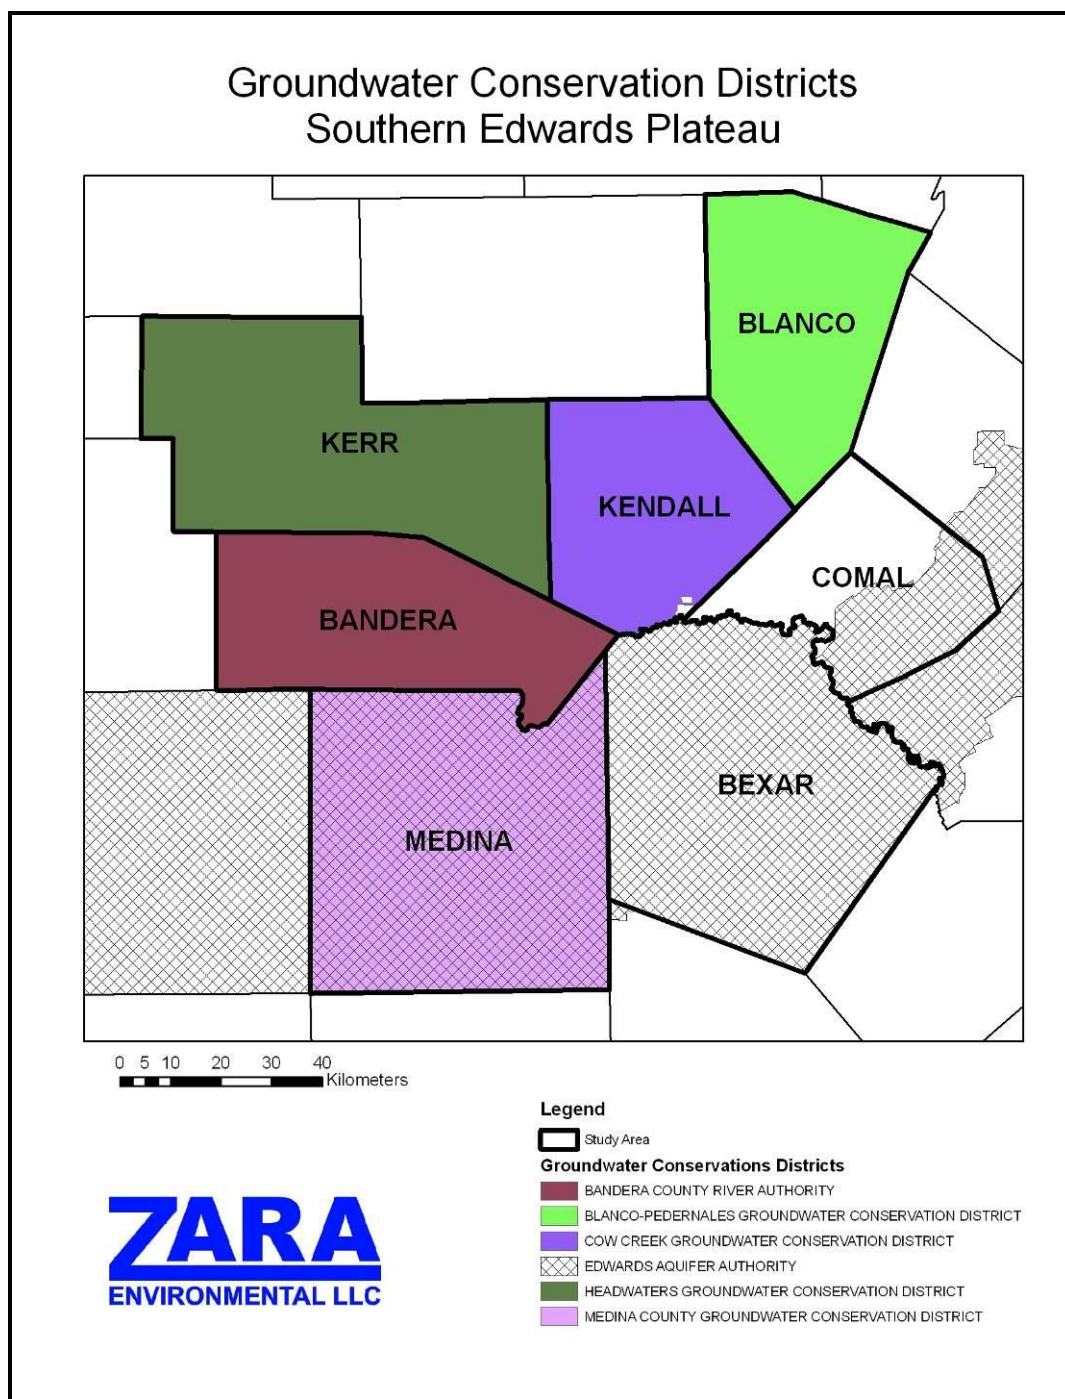 Groundwater Conservation Districts
Southern Edwards Plateau
BLANCO
KERR
KENDALL
COMAL
BANDERA
BEXAR
MEDINA
0 5 10 20 30 40
Kilometers
Legend
Study Area
Groundwater Conservations Districts
BANDERA COUNTY RIVER AUTHORITY
BLANCO-PEDERNALES GROUNDWATER CONSERVATION DISTRICT
COW CREEK GROUNDWATER CONSERVATION DISTRICT
EDWARDS AQUIFER AUTHORITY
HEADWATERS GROUNDWATER CONSERVATION DISTRICT
MEDINA COUNTY GROUNDWATER CONSERVATION DISTRICT
ZARA
ENVIRONMENTAL LLC